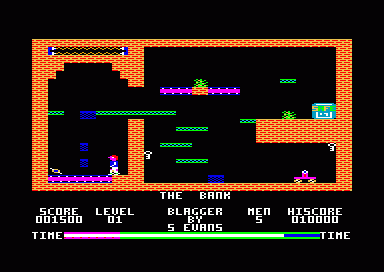 THE BANK
SCORE LEVEL BLAGGER MEN HISCORE
001500 01 BY 5 010000
S EVANS
TIME TIME